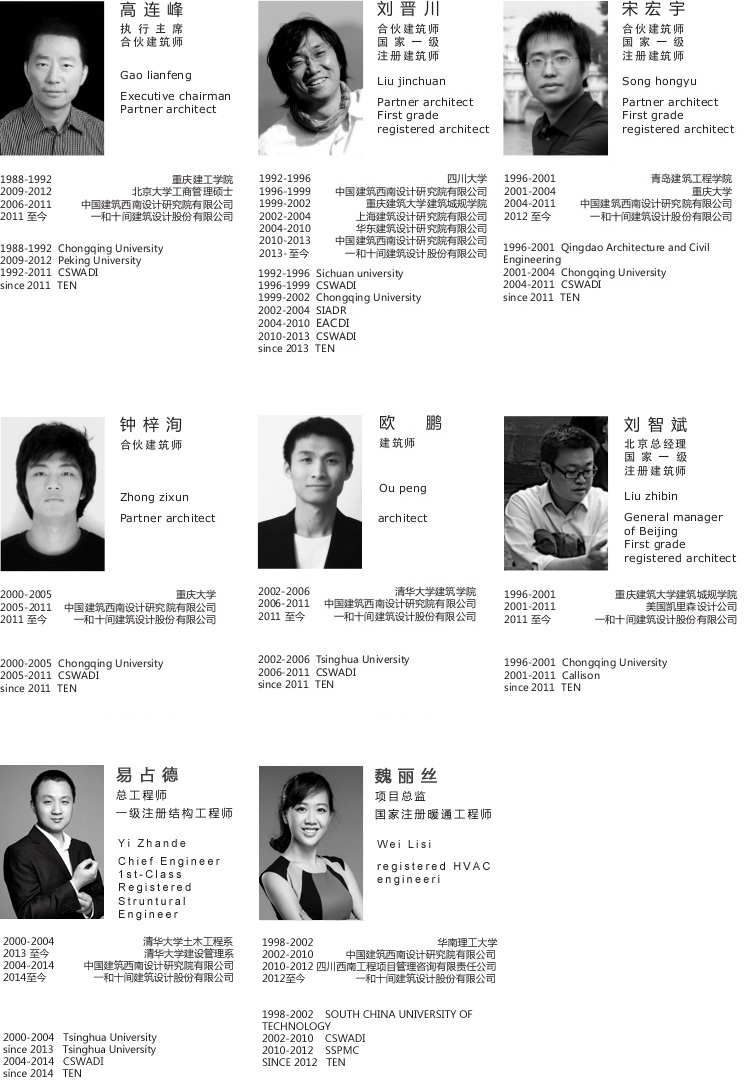 高连峰
执行主席
合伙建筑师
Gao lianfeng
Executive chairman
Partner architect
1988-1992 重庆建工学院
2009-2012 北京大学工商管理硕士
2006-2011 中国建筑西南设计研究院有限公司
2011 至今 一和十间建筑设计股份有限公司
1988-1992 Chongqing University
2009-2012 Peking University
1992-2011 CSWADI
since 2011 TEN
刘晋川
合伙建筑师
国家一级
注册建筑师
Liu jinchuan
Partner architect
First grade
registered architect
1992-1996 四川大学
1996-1999 中国建筑西南设计研究院有限公司
1999-2002 重庆建筑大学建筑城规学院
2002-2004 上海建筑设计研究院有限公司
2004-2010 华东建筑设计研究院有限公司
2010-2013 中国建筑西南设计研究院有限公司
2013- 至今 一和十间建筑设计股份有限公司
1992-1996 Sichuan university
1996-1999 CSWADI
1999-2002 Chongqing University
2002-2004 SIADR
2004-2010 EACDI
2010-2013 CSWADI
since 2013 TEN
宋宏宇
合伙建筑师
国家一级
注册建筑师
Song hongyu
Partner architect
First grade
registered architect
1996-2001 青岛建筑工程学院
2001-2004 重庆大学
2004-2011 中国建筑西南设计研究院有限公司
2012 至今 一和十间建筑设计股份有限公司
1996-2001 Qingdao Architecture and Civil
Engineering
2001-2004 Chongqing University
2004-2011 CSWADI
since 2011 TEN
钟梓洵
合伙建筑师
Zhong zixun
Partner architect
2000-2005 重庆大学
2005-2011 中国建筑西南设计研究院有限公司
2011 至今 一和十间建筑设计股份有限公司
2000-2005 Chongqing University
2005-2011 CSWADI
since 2011 TEN
欧 鹏
建筑师
Ou peng
architect
2002-2006 清华大学建筑学院
2006-2011 中国建筑西南设计研究院有限公司
2011 至今 一和十间建筑设计股份有限公司
2002-2006 Tsinghua University
2006-2011 CSWADI
since 2011 TEN
刘智斌
北京总经理
国家一级
注册建筑师
Liu zhibin
General manager
of Beijing
First grade
registered architect
1996-2001 重庆建筑大学建筑城规学院
2001-2011 美国凯里森设计公司
2011 至今 一和十间建筑设计股份有限公司
1996-2001 Chongqing University
2001-2011 Callison
since 2011 TEN
易占德
总工程师
一级注册结构工程师
Yi Zhande
Chief Engineer
1st-Class
Registered
Struntural
Engineer
2000-2004 清华大学土木工程系
2013 至今 清华大学建设管理系
2004-2014 中国建筑西南设计研究院有限公司
2014至今 一和十间建筑设计股份有限公司
2000-2004 Tsinghua University
since 2013 Tsinghua University
2004-2014 CSWADI
since 2014 TEN
魏丽丝
项目总监
国家注册暖通工程师
Wei Lisi
registered HVAC
engineeri
1998-2002 华南理工大学
2002-2010 中国建筑西南设计研究院有限公司
2010-2012 四川西南工程项目管理咨询有限责任公司
2012至今 一和十间建筑设计股份有限公司
1998-2002 SOUTH CHINA UNIVERSITY OF
TECHNOLOGY
2002-2010 CSWADI
2010-2012 SSPMC
SINCE 2012 TEN